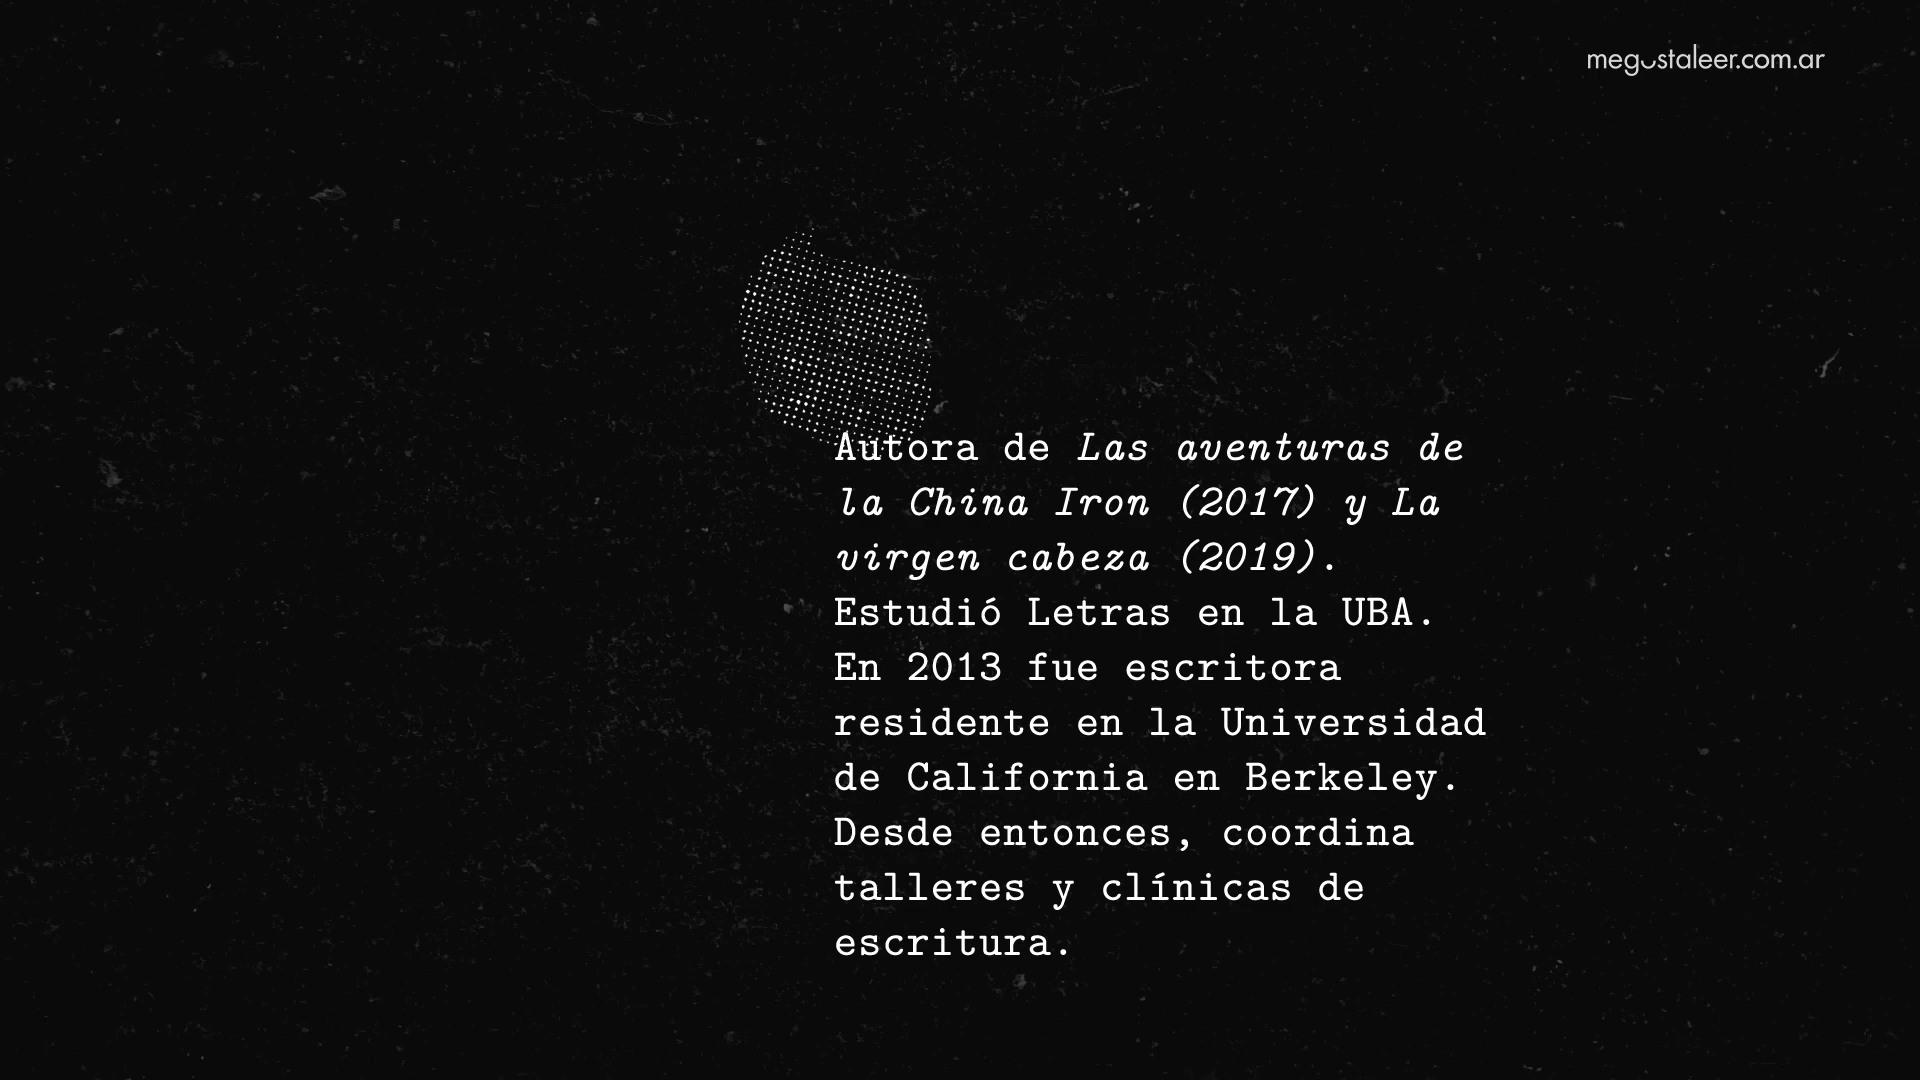 megustaleer.com.ar
Autora de Las aventuras de
la China Iron (2017) y La
virgen cabeza (2019).
Estudió Letras en la UBA.
En 2013 fue escritora
residente en la Universidad
de California en Berkeley.
Desde entonces, coordina
talleres y clínicas de
escritura.